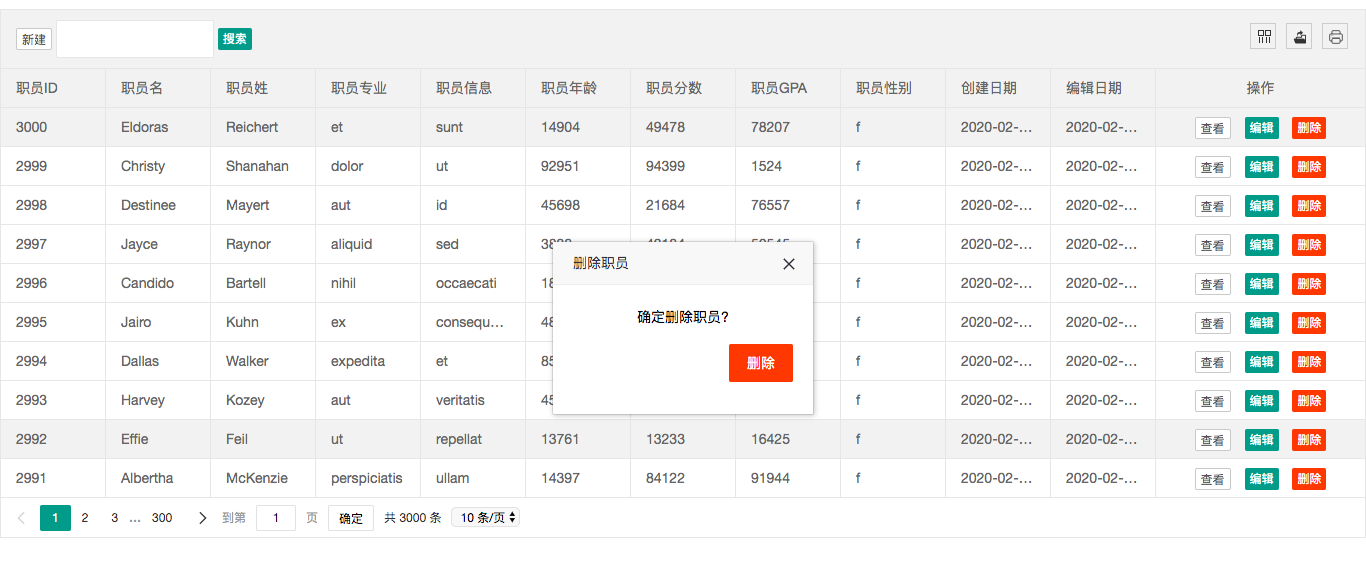 新建 搜索
职员ID 职员名 职员姓 职员专业 职员信息 职员年龄 职员分数 职员GPA 职员性别 创建日期 编辑日期 操作
3000 Eldoras Reichert et sunt 14904 49478 78207 f 2020-02-... 2020-02-... 查看 编辑 删除
2999 Christy Shanahan dolor ut 92951 94399 1524 f 2020-02-... 2020-02-... 查看 编辑 删除
2998 Destinee Mayert aut id 45698 21684 76557 f 2020-02-... 2020-02-... 查看 编辑 删除
2997 Jayce Raynor aliquid sed f 2020-02-... 2020-02-... 查看 编辑 删除
删除职员
2996 Candido Bartell nihil occaecati f 2020-02-... 2020-02-... 查看 编辑 删除
确定删除职员?
2995 Jairo Kuhn ex consequ... f 2020-02-... 2020-02-... 查看 编辑 删除
2994 Dallas Walker expedita et f 2020-02-... 2020-02-... 查看 编辑 删除
删除
2993 Harvey Kozey aut veritatis f 2020-02-... 2020-02-... 查看 编辑 删除
2992 Effie Feil ut repellat 13761 13233 16425 f 2020-02-... 2020-02-... 查看 编辑 删除
2991 Albertha McKenzie perspiciatis ullam 14397 84122 91944 f 2020-02-... 2020-02-... 查看 编辑 删除
1 2 3 ... 300 到第 1 页 确定 共 3000 条 10 条/页